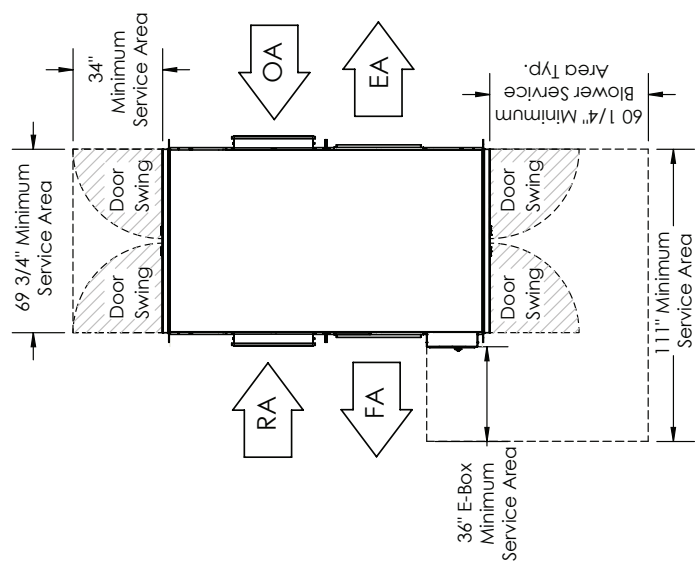 69 3/4" Minimum
Service Area
34"
Minimum
Service Area
Door
Swing
Door
Swing
OA
RA
EA
FA
Door
Swing
Door
Swing
60 1/4" Minimum
Blower Service
Area Typ.
36" E-Box
Minimum
Service Area
111" Minimum
Service Area